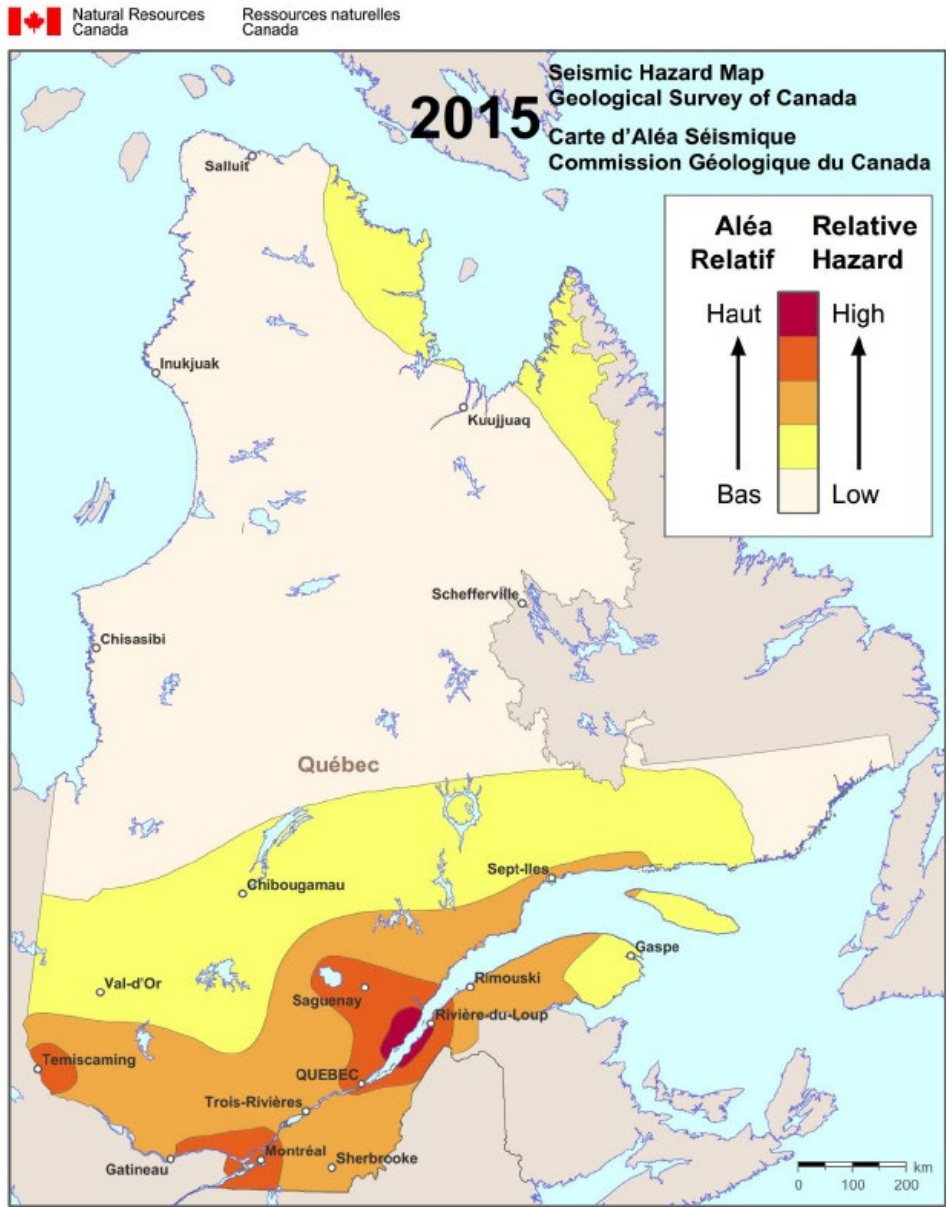 Natural Resources
Canada
Ressources naturelles
Canada
2015
Seismic Hazard Map
Geological Survey of Canada
Carte d'Aléa Séismique
Commission Géologique du Canada
Aléa
Relatif
Relative
Hazard
Haut
High
Bas
Low
Salluit
Inukjuak
Kuujjuaq
Schefferville
Chisasibi
Québec
Sept-Iles
Chibougamau
Gaspe
Val-d'Or
Saguenay
Rimouski
Rivière-du-Loup
Temiscaming
QUEBEC
Trois-Rivières
Montréal
Gatineau
Sherbrooke
km
0 100 200